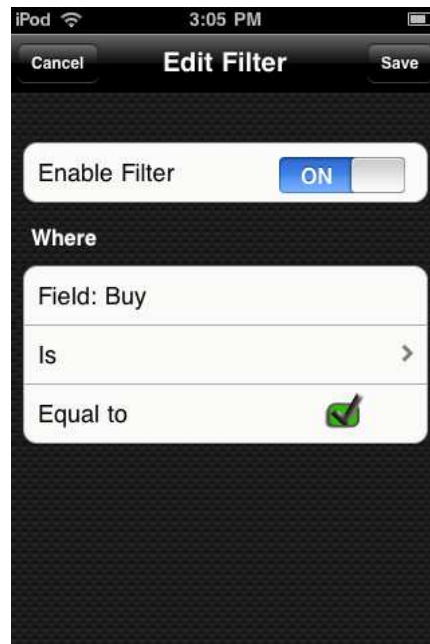 iPod 3:05 PM
Cancel Edit Filter Save
Enable Filter ON
Where
Field: Buy
Is
Equal to